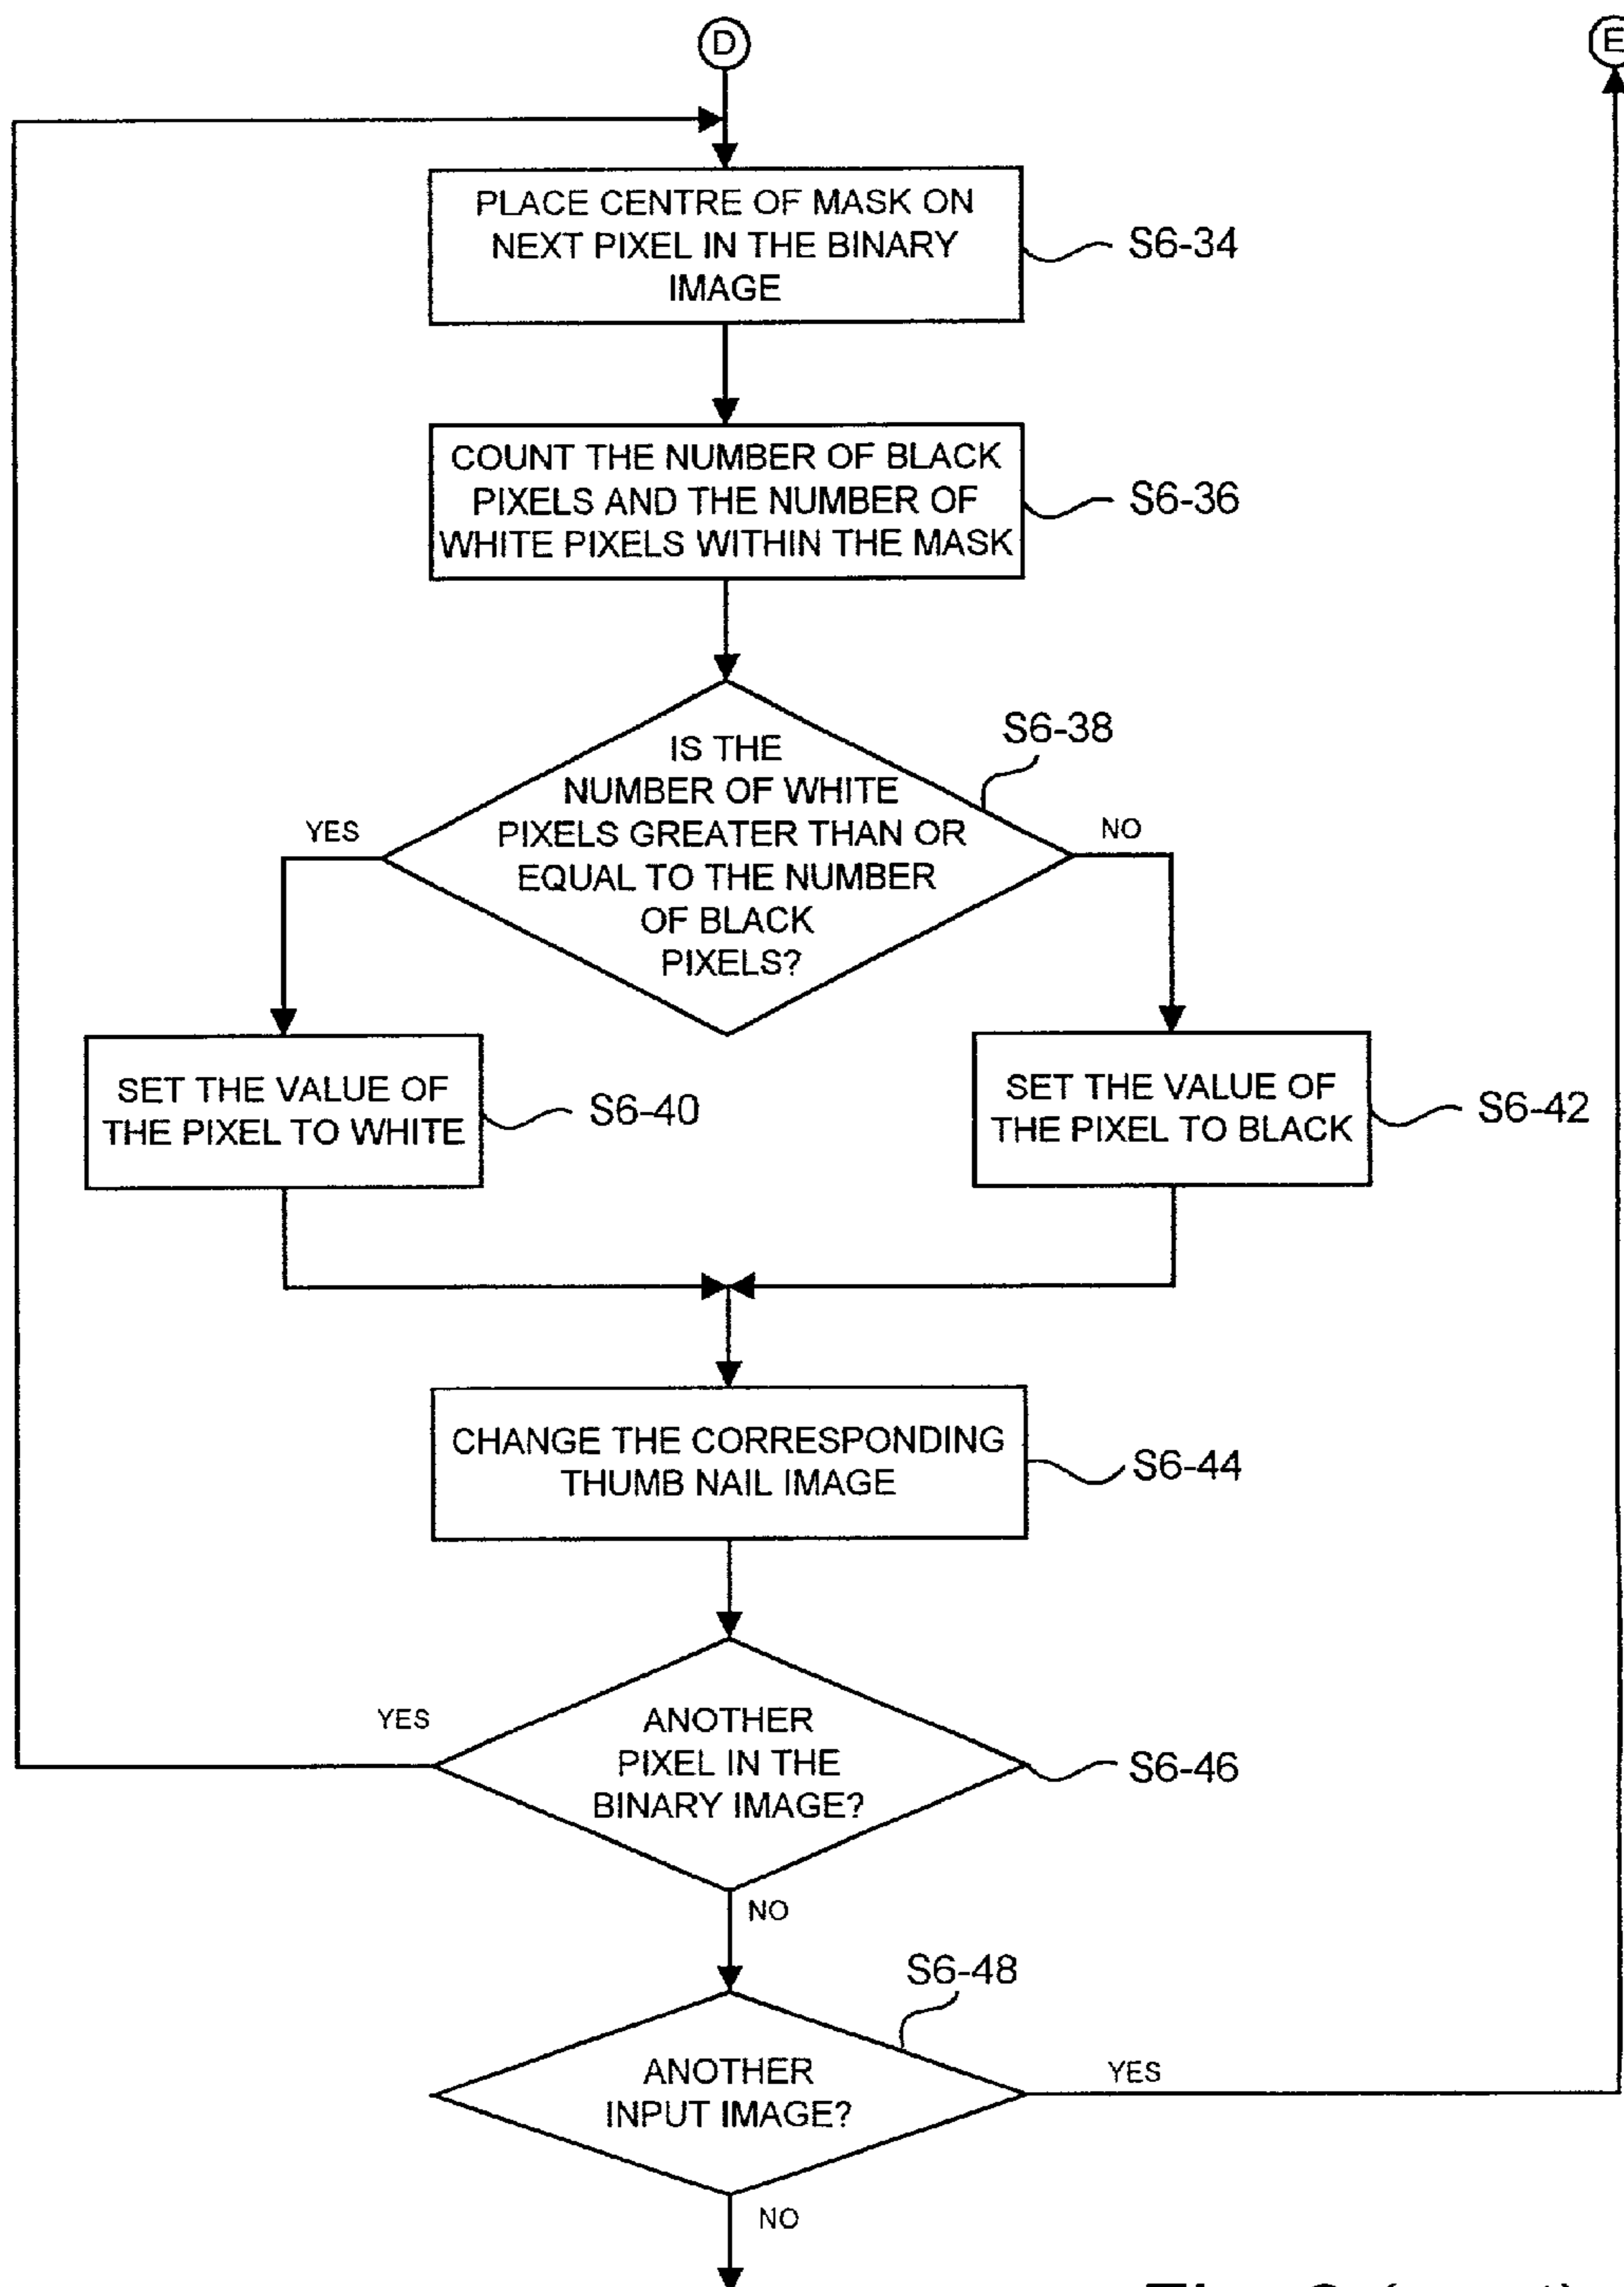 D
E
PLACE CENTRE OF MASK ON
NEXT PIXEL IN THE BINARY
IMAGE
S6-34
COUNT THE NUMBER OF BLACK
PIXELS AND THE NUMBER OF
WHITE PIXELS WITHIN THE MASK
S6-36
IS THE
NUMBER OF WHITE
PIXELS GREATER THAN OR
EQUAL TO THE NUMBER
OF BLACK
PIXELS?
S6-38
YES
NO
SET THE VALUE OF
THE PIXEL TO WHITE
S6-40
SET THE VALUE OF
THE PIXEL TO BLACK
S6-42
CHANGE THE CORRESPONDING
THUMB NAIL IMAGE
S6-44
YES
ANOTHER
PIXEL IN THE
BINARY IMAGE?
S6-46
NO
S6-48
ANOTHER
INPUT IMAGE?
YES
NO